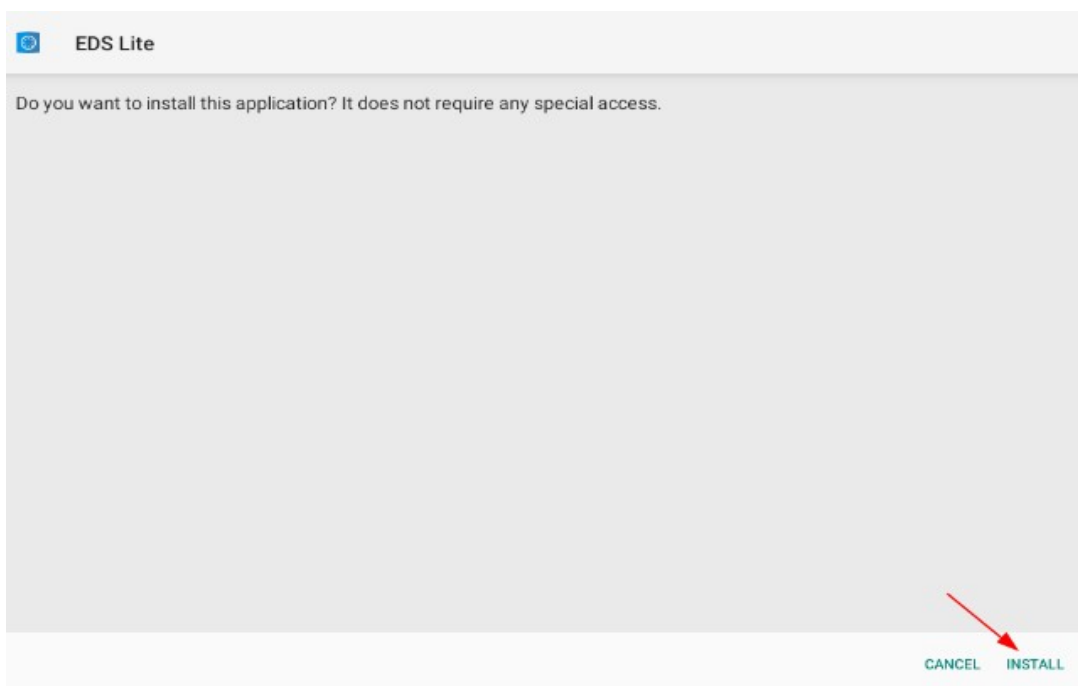 EDS Lite
Do you want to install this application? It does not require any special access.
CANCEL INSTALL